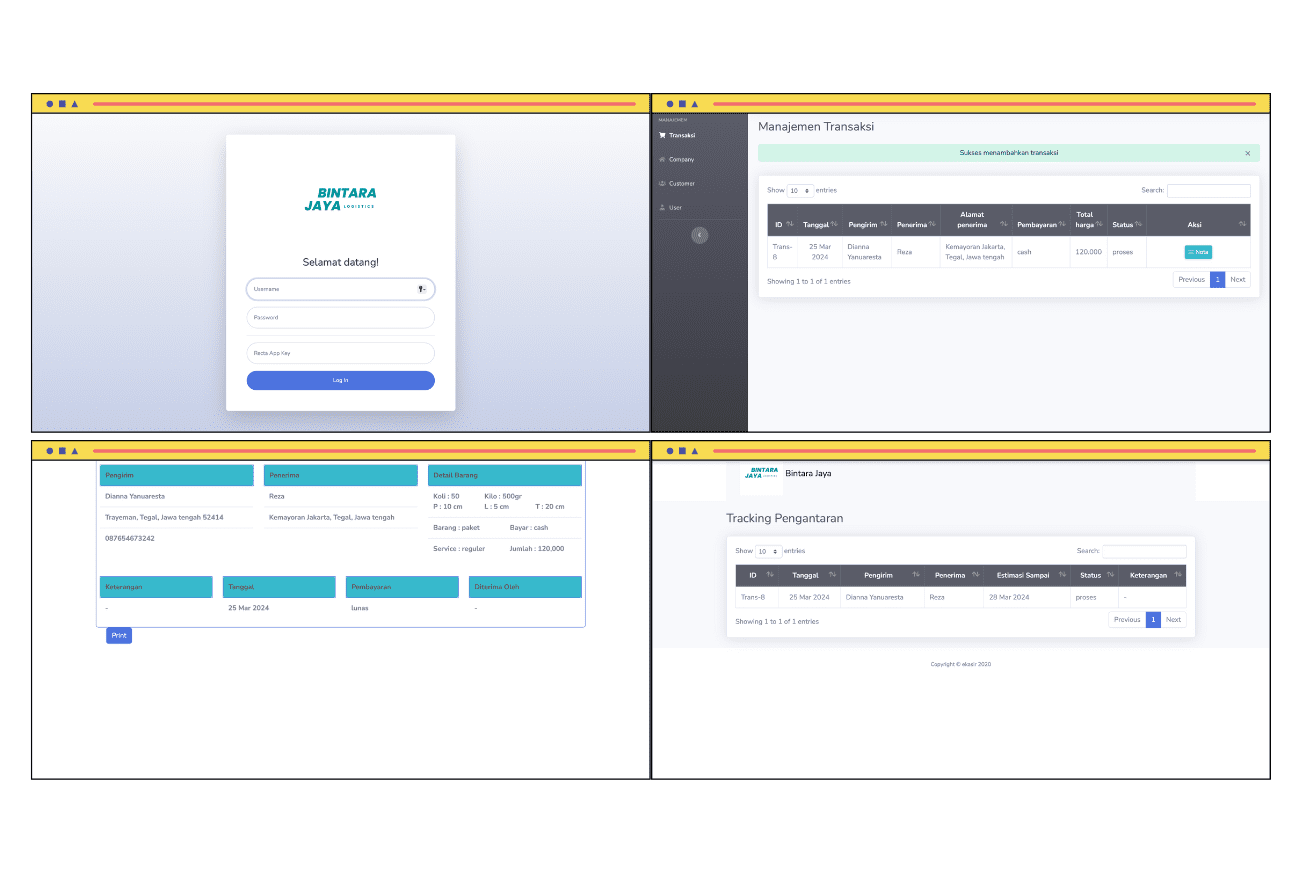 BINTARA
JAYA LOGISTICS
Selamat datang!
Username
Password
Recta App Key
Log In
MANAJEMEN
Transaksi
Company
Customer
User
Manajemen Transaksi
Sukses menambahkan transaksi ×
Show 10 entries Search:
ID Tanggal Pengirim Penerima Alamat penerima Pembayaran Total harga Status Aksi
Trans-8 25 Mar 2024 Dianna Yanuaresta Reza Kemayoran Jakarta, Tegal, Jawa tengah cash 120,000 proses Nota
Showing 1 to 1 of 1 entries Previous 1 Next
Pengirim Penerima Detail Barang
Dianna Yanuaresta Reza Koli : 50 Kilo : 500gr
P : 10 cm L : 5 cm T : 20 cm
Trayeman, Tegal, Jawa tengah 52414 Kemayoran Jakarta, Tegal, Jawa tengah
Barang : paket Bayar : cash
087654673242
Service : reguler Jumlah : 120,000
Keterangan Tanggal Pembayaran Diterima Oleh
- 25 Mar 2024 lunas -
Print
BINTARA
JAYA LOGISTICS
Bintara Jaya
Tracking Pengantaran
Show 10 entries Search:
ID Tanggal Pengirim Penerima Estimasi Sampai Status Keterangan
Trans-8 25 Mar 2024 Dianna Yanuaresta Reza 28 Mar 2024 proses -
Showing 1 to 1 of 1 entries Previous 1 Next
Copyright © ekasir 2020